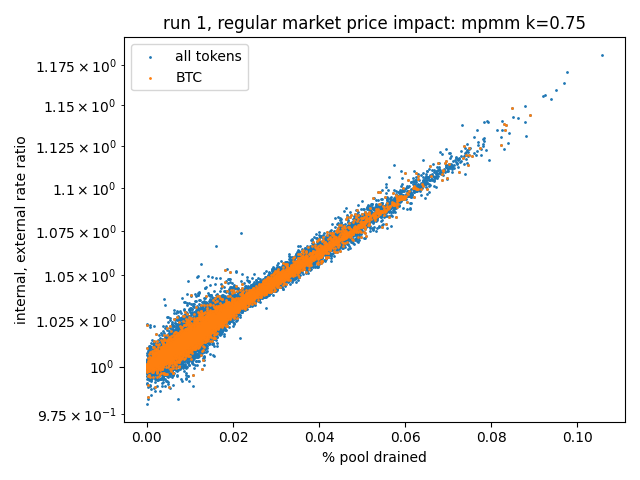 run 1, regular market price impact: mpmm k=0.75
all tokens
BTC
internal, external rate ratio
1.175 × 10⁰
1.15 × 10⁰
1.125 × 10⁰
1.1 × 10⁰
1.075 × 10⁰
1.05 × 10⁰
1.025 × 10⁰
10⁰
9.75 × 10⁻¹
0.00 0.02 0.04 0.06 0.08 0.10
% pool drained